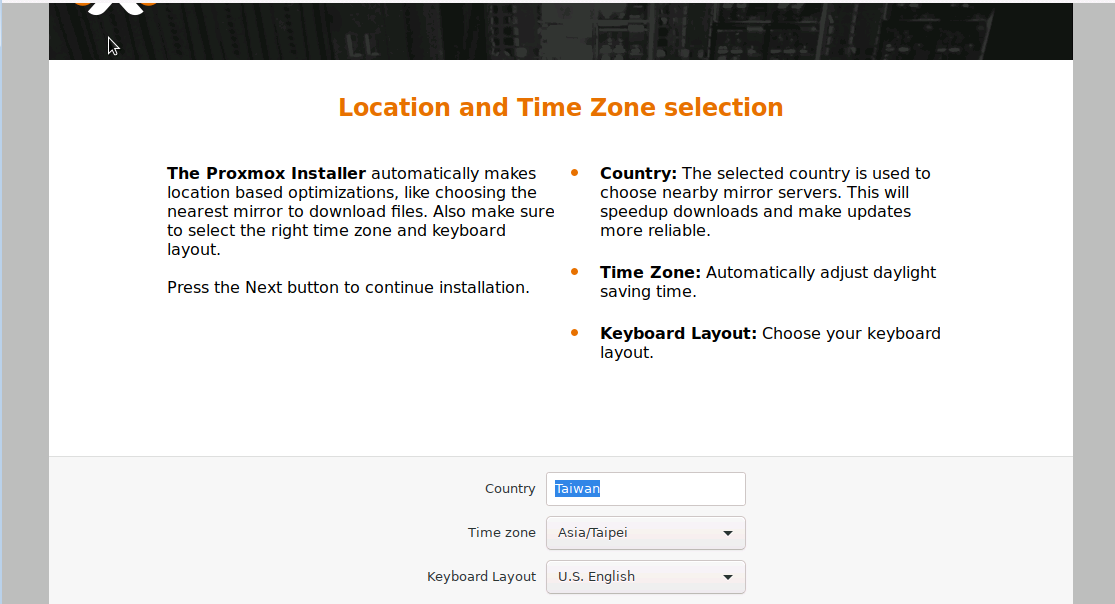 Location and Time Zone selection
The Proxmox Installer automatically makes
location based optimizations, like choosing the
nearest mirror to download files. Also make sure
to select the right time zone and keyboard
layout.
Press the Next button to continue installation.
Country: The selected country is used to
choose nearby mirror servers. This will
speedup downloads and make updates
more reliable.
Time Zone: Automatically adjust daylight
saving time.
Keyboard Layout: Choose your keyboard
layout.
Country Taiwan
Time zone Asia/Taipei
Keyboard Layout U.S. English